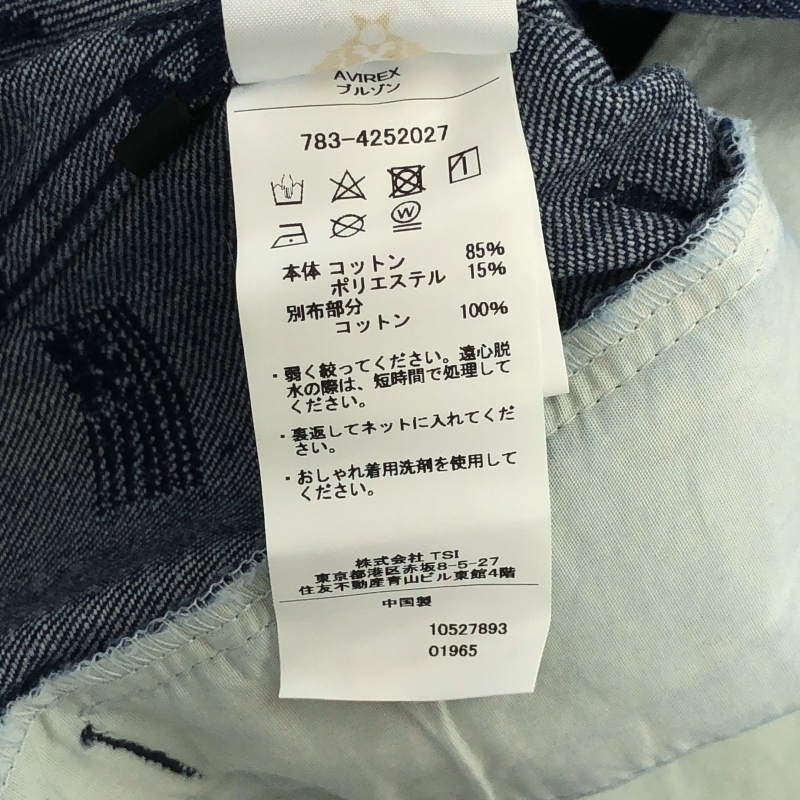 AVIREX
ブルゾン
783-4252027
W
本体 コットン 85%
ポリエステル 15%
別布部分
コットン 100%
・弱く絞ってください。遠心脱
水の際は、短時間で処理して
ください。
・裏返してネットに入れてくだ
さい。
・おしゃれ着用洗剤を使用して
ください。
株式会社 TSI
東京都港区赤坂8-5-27
住友不動産青山ビル東館4階
中国製
10527893
01965